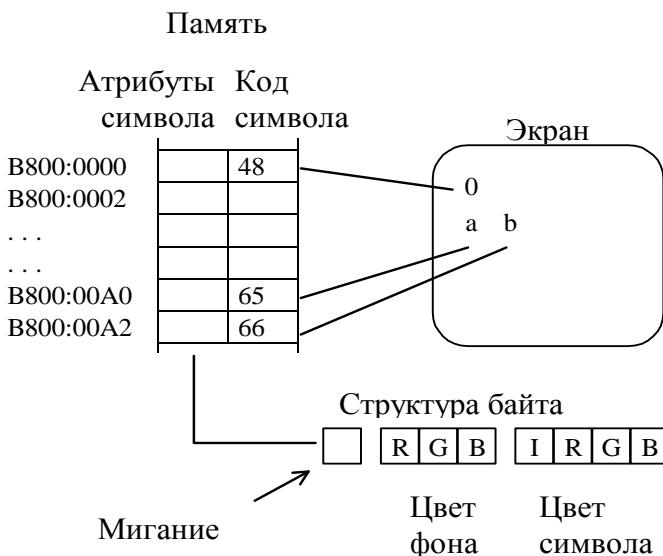 Память
Атрибуты Код
символа символа
Экран
B800:0000 48
B800:0002
. . .
. . .
B800:00A0 65
B800:00A2 66
0
a b
Структура байта
R G B I R G B
Мигание
Цвет Цвет
фона символа